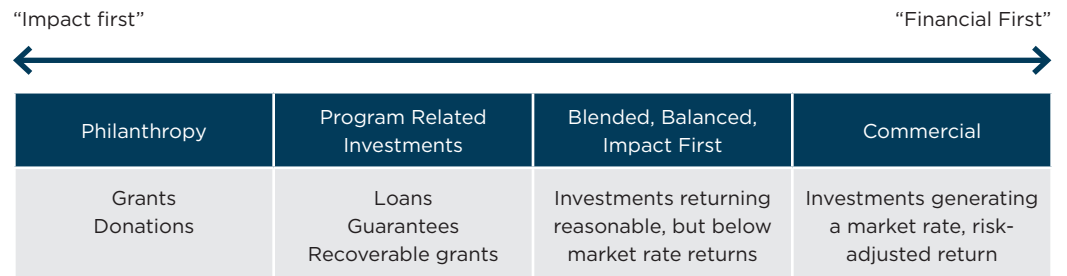 “Impact first”
“Financial First”
Philanthropy
Program Related
Investments
Blended, Balanced,
Impact First
Commercial
Grants
Donations
Loans
Guarantees
Recoverable grants
Investments returning
reasonable, but below
market rate returns
Investments generating
a market rate, risk-
adjusted return